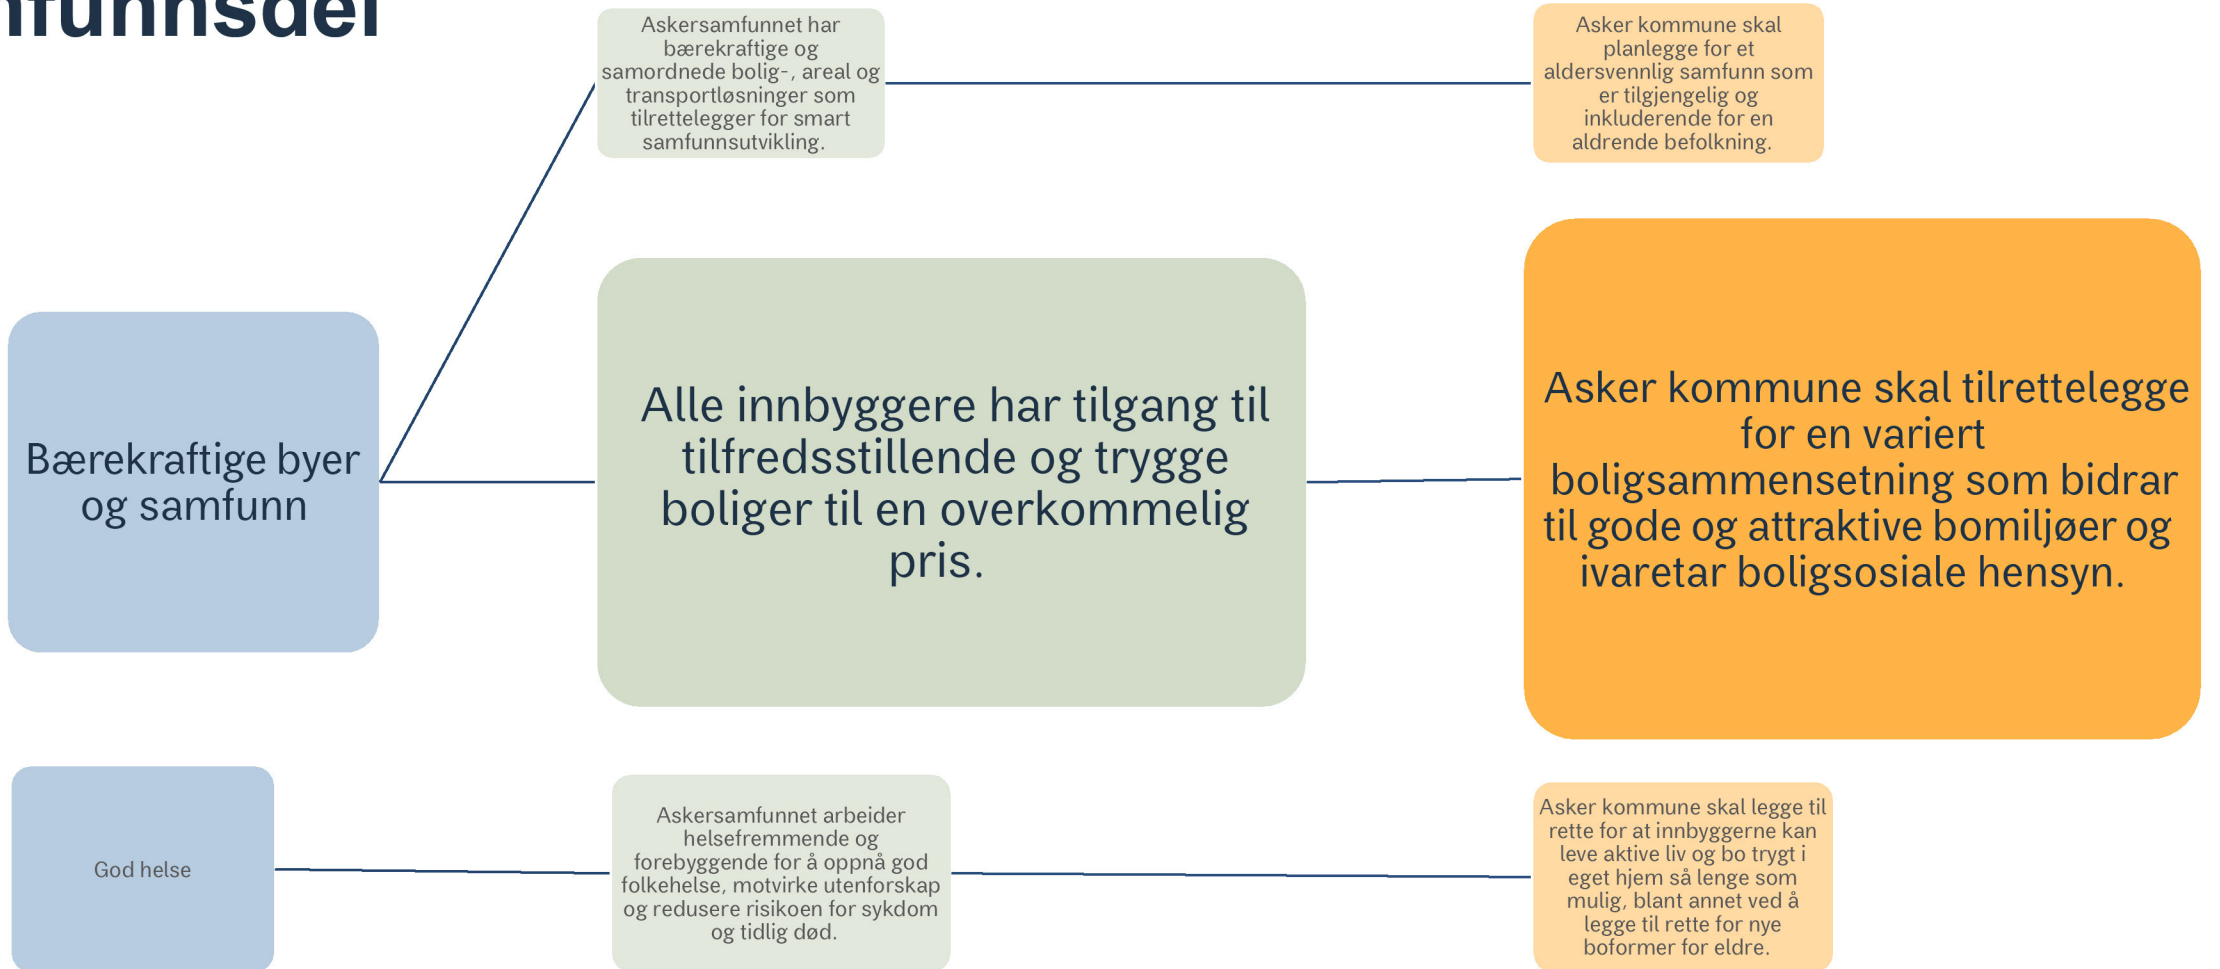 nfunnsdel
Askersamfunnet har
bærekraftige og
samordnede bolig-, areal og
transportløsninger som
tilrettelegger for smart
samfunnsutvikling.
Asker kommune skal
planlegge for et
aldersvennlig samfunn som
er tilgjengelig og
inkluderende for en
aldrende befolkning.
Bærekraftige byer
og samfunn
Alle innbyggere har tilgang til
tilfredsstillende og trygge
boliger til en overkommelig
pris.
Asker kommune skal tilrettelegge
for en variert
boligsammensetning som bidrar
til gode og attraktive bomiljøer og
ivaretar boligsosiale hensyn.
God helse
Askersamfunnet arbeider
helsefremmende og
forebyggende for å oppnå god
folkehelse, motvirke utenforskap
og redusere risikoen for sykdom
og tidlig død.
Asker kommune skal legge til
rette for at innbyggerne kan
leve aktive liv og bo trygt i
eget hjem så lenge som
mulig, blant annet ved å
legge til rette for nye
boformer for eldre.